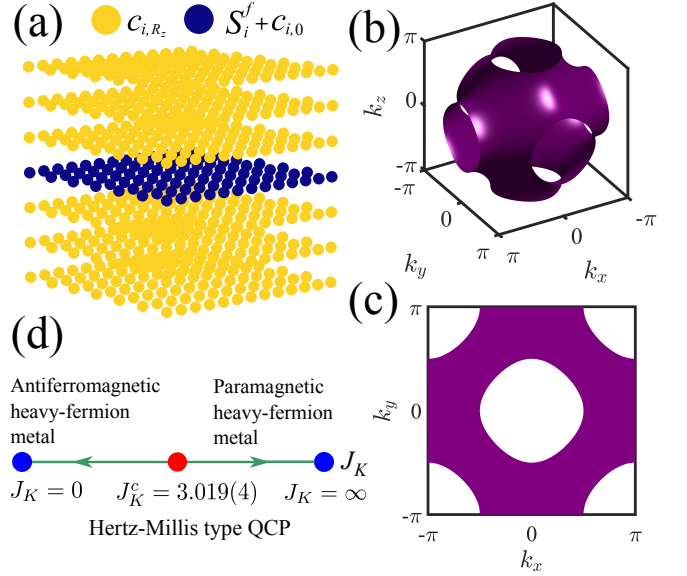 (a)
c_{i,R_z}
S_i^f + c_{i,0}
(b)
π
k_z
0
-π
-π
0
k_y
π
π
0
k_x
-π
(c)
π
k_y
0
-π
-π
0
π
k_x
(d)
Antiferromagnetic
heavy-fermion
metal
Paramagnetic
heavy-fermion
metal
J_K
J_K = 0
J_K^c = 3.019(4)
J_K = ∞
Hertz-Millis type QCP